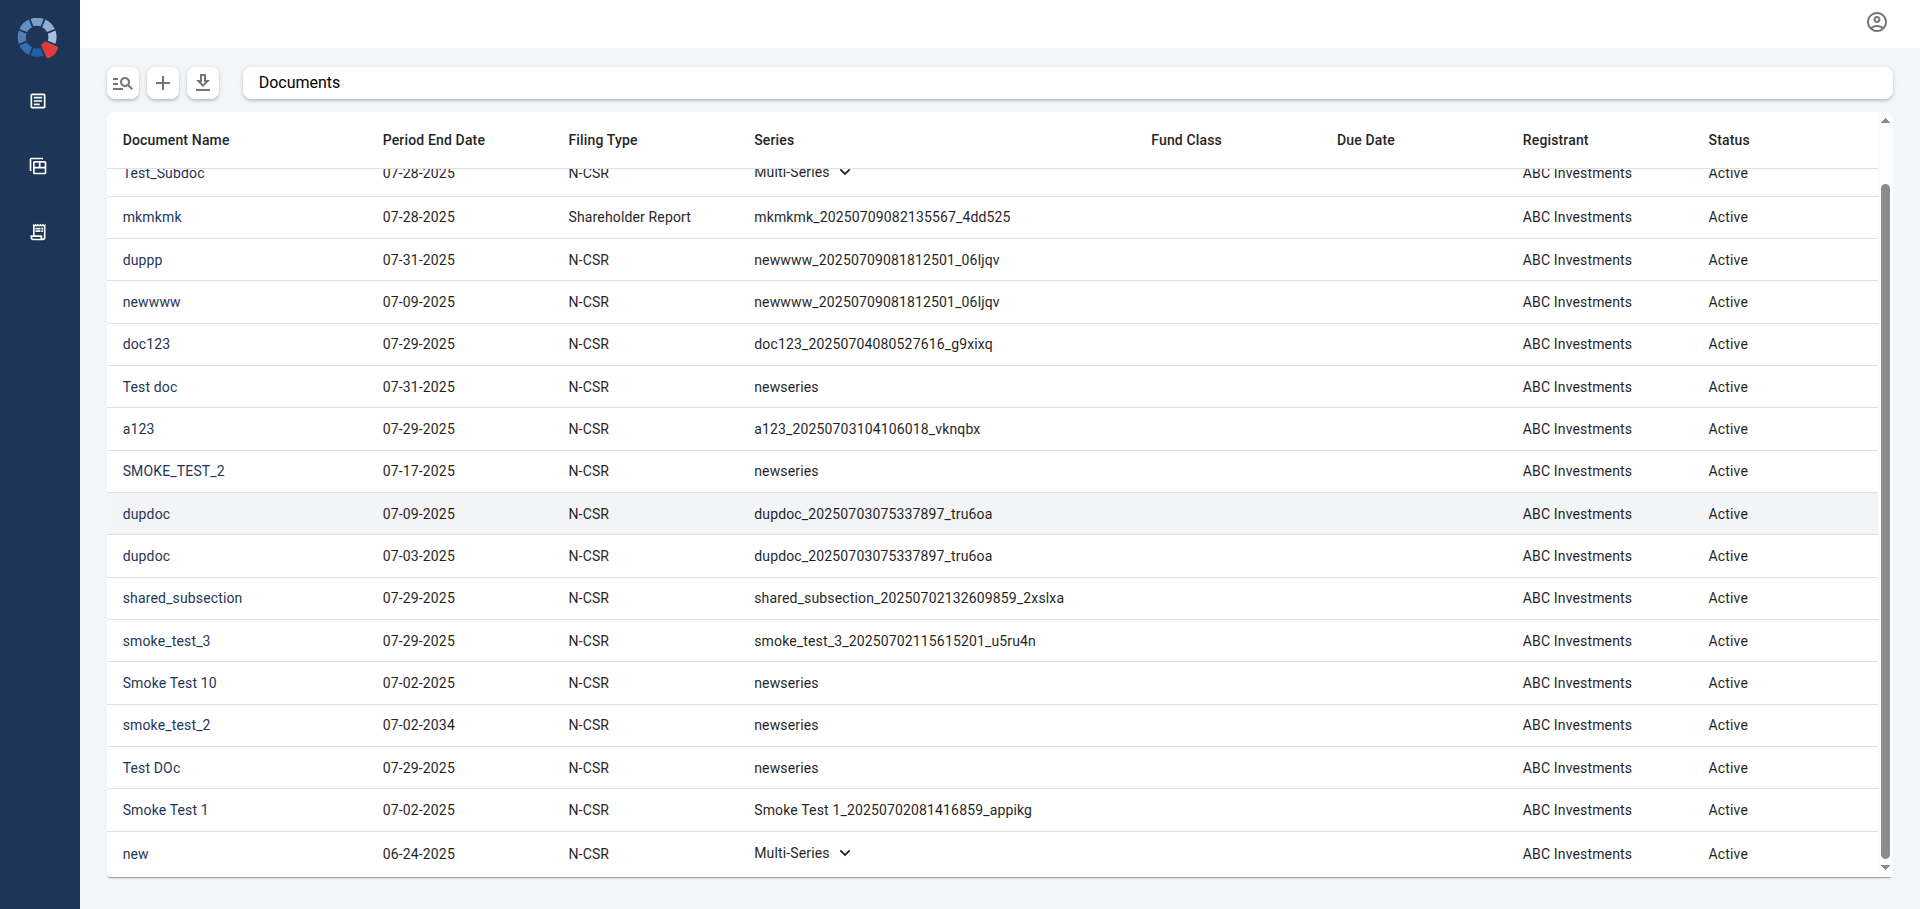 Documents
Document Name Period End Date Filing Type Series Fund Class Due Date Registrant Status
Test_Subdoc 07-28-2025 N-CSR Multi-Series ABC Investments Active
mkmkmk 07-28-2025 Shareholder Report mkmkmk_20250709082135567_4dd525 ABC Investments Active
duppp 07-31-2025 N-CSR newwww_20250709081812501_06ljqv ABC Investments Active
newwww 07-09-2025 N-CSR newwww_20250709081812501_06ljqv ABC Investments Active
doc123 07-29-2025 N-CSR doc123_20250704080527616_g9xixq ABC Investments Active
Test doc 07-31-2025 N-CSR newseries ABC Investments Active
a123 07-29-2025 N-CSR a123_20250703104106018_vknqbx ABC Investments Active
SMOKE_TEST_2 07-17-2025 N-CSR newseries ABC Investments Active
dupdoc 07-09-2025 N-CSR dupdoc_20250703075337897_tru6oa ABC Investments Active
dupdoc 07-03-2025 N-CSR dupdoc_20250703075337897_tru6oa ABC Investments Active
shared_subsection 07-29-2025 N-CSR shared_subsection_20250702132609859_2xslxa ABC Investments Active
smoke_test_3 07-29-2025 N-CSR smoke_test_3_20250702115615201_u5ru4n ABC Investments Active
Smoke Test 10 07-02-2025 N-CSR newseries ABC Investments Active
smoke_test_2 07-02-2034 N-CSR newseries ABC Investments Active
Test DOc 07-29-2025 N-CSR newseries ABC Investments Active
Smoke Test 1 07-02-2025 N-CSR Smoke Test 1_20250702081416859_appikg ABC Investments Active
new 06-24-2025 N-CSR Multi-Series ABC Investments Active